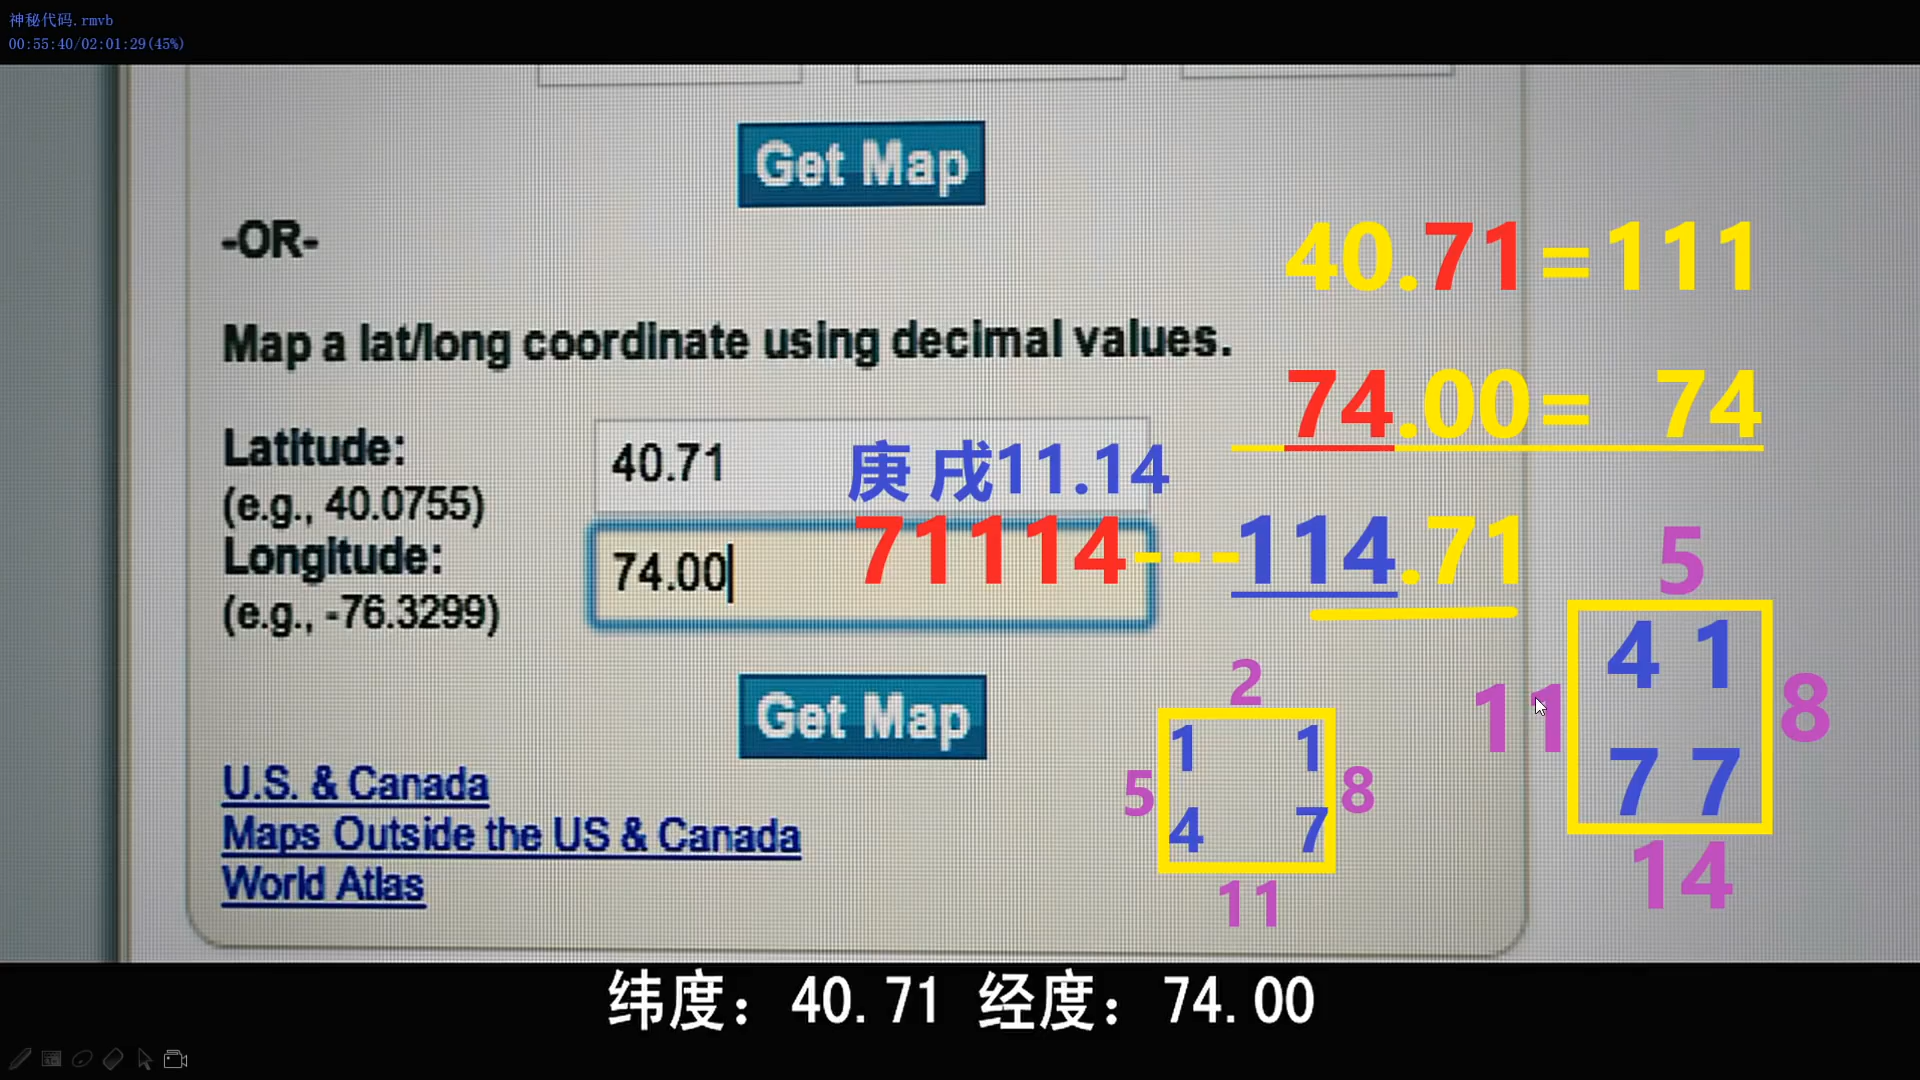 神秘代码.rmvb
00:55:40/02:01:29(45%)
Get Map
-OR-
40.71=111
Map a lat/long coordinate using decimal values.
74.00= 74
Latitude:
40.71
庚 戌11.14
(e.g., 40.0755)
Longitude:
74.00
71114---114.71
(e.g., -76.3299)
5
4 1
11
8
7 7
14
2
1 1
5
8
4 7
11
Get Map
U.S. & Canada
Maps Outside the US & Canada
World Atlas
纬度：40.71 经度：74.00